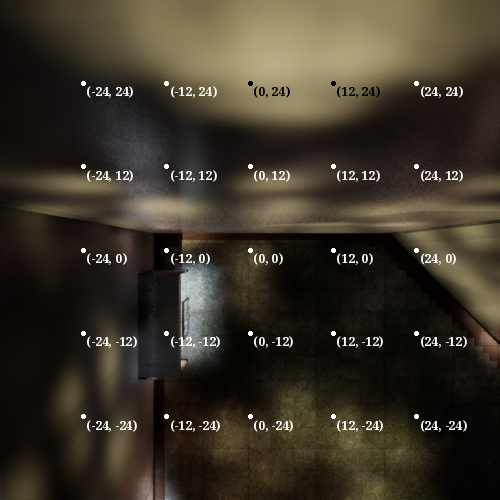 (-24, 24) (-12, 24) (0, 24) (12, 24) (24, 24)
(-24, 12) (-12, 12) (0, 12) (12, 12) (24, 12)
(-24, 0) (-12, 0) (0, 0) (12, 0) (24, 0)
(-24, -12) (-12, -12) (0, -12) (12, -12) (24, -12)
(-24, -24) (-12, -24) (0, -24) (12, -24) (24, -24)